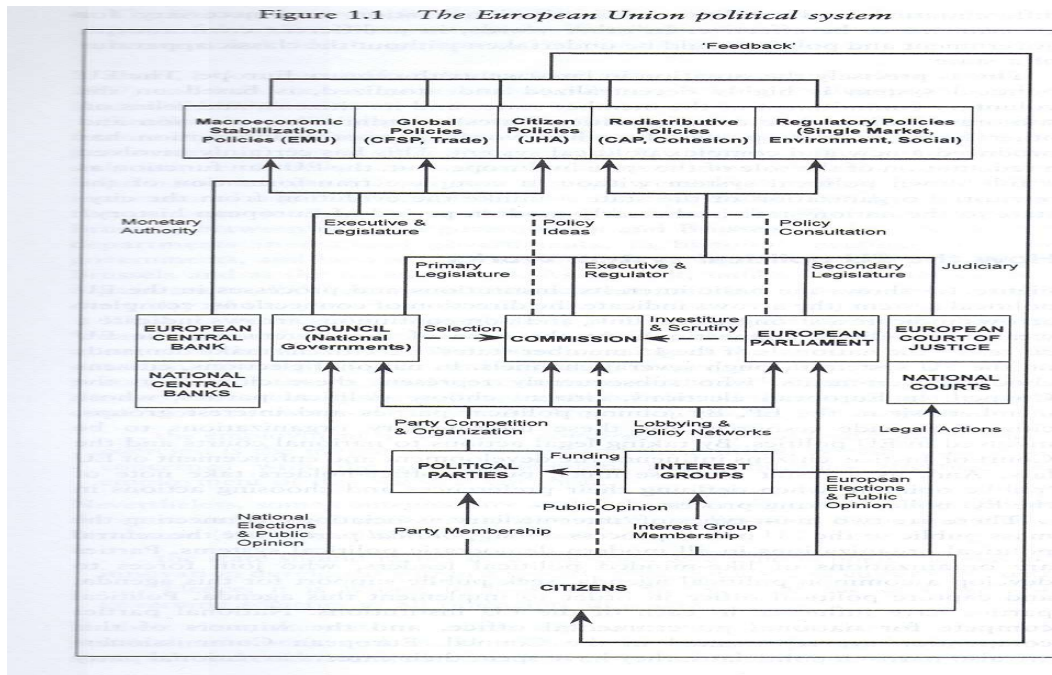 Figure 1.1 The European Union political system
'Feedback'
Macroeconomic
Stabilization
Policies (EMU)
Global
Policies
(CFSP, Trade)
Citizen
Policies
(JHA)
Redistributive
Policies
(CAP, Cohesion)
Regulatory Policies
(Single Market,
Environment, Social)
Monetary
Authority
Executive &
Legislature
Policy
Ideas
Policy
Consultation
Primary
Legislature
Executive &
Regulator
Secondary
Legislature
Judiciary
EUROPEAN
CENTRAL
BANK
NATIONAL
CENTRAL
BANKS
COUNCIL
(National
Governments)
Selection
COMMISSION
Investiture
& Scrutiny
EUROPEAN
PARLIAMENT
EUROPEAN
COURT OF
JUSTICE
NATIONAL
COURTS
Party Competition
& Organization
Lobbying &
Policy Networks
Legal Actions
POLITICAL
PARTIES
Funding
INTEREST
GROUPS
European
Elections
& Public
Opinion
National
Elections
& Public
Opinion
Public Opinion
Party Membership
Interest Group
Membership
CITIZENS